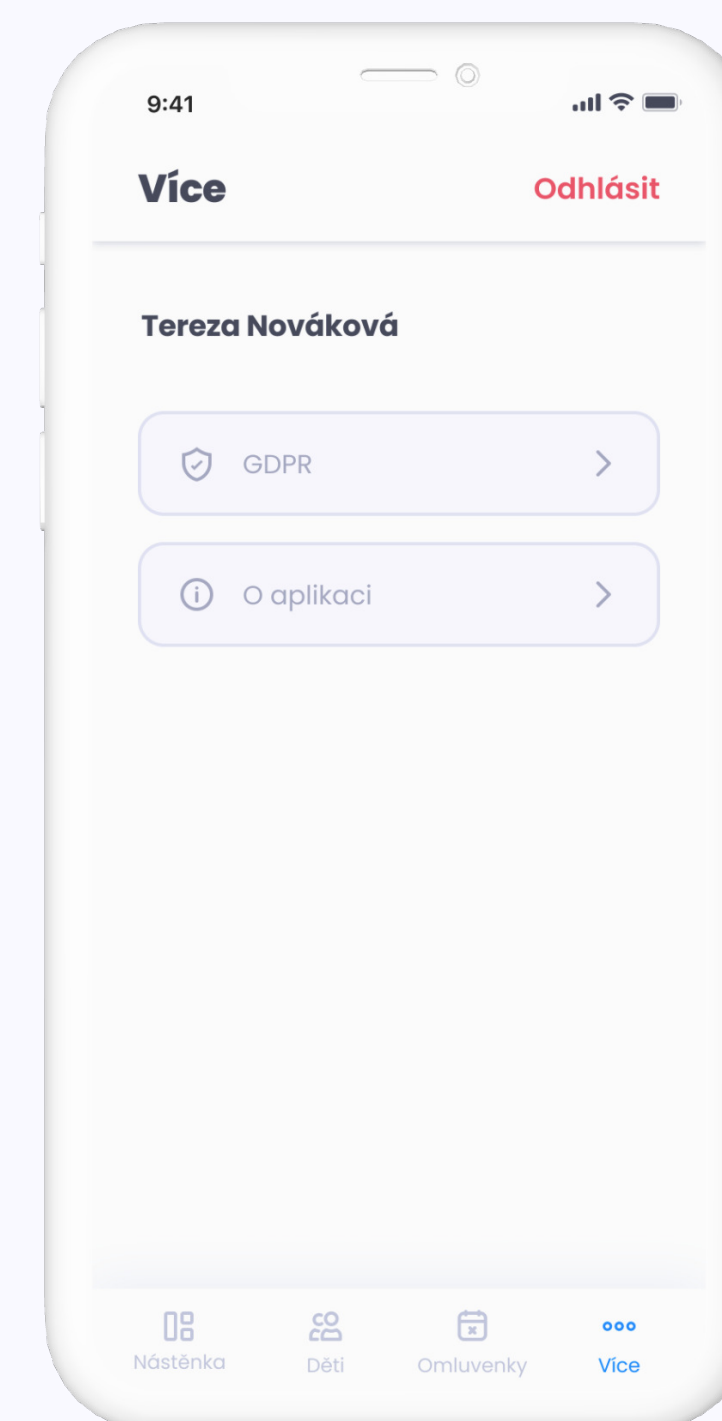 9:41
Více Odhlásit
Tereza Nováková
GDPR
O aplikaci
Nástěnka Děti Omluvenky Více